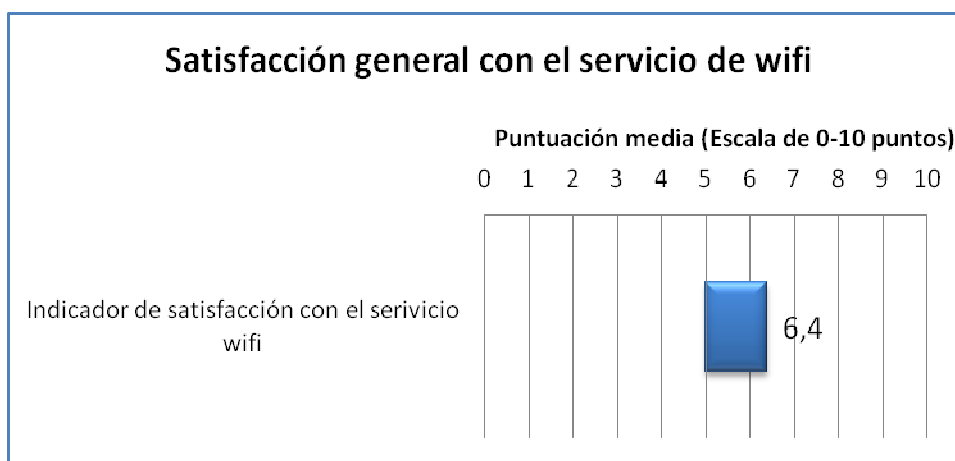 Satisfacción general con el servicio de wifi
Puntuación media (Escala de 0-10 puntos)
0 1 2 3 4 5 6 7 8 9 10
Indicador de satisfacción con el serivicio
wifi
6,4